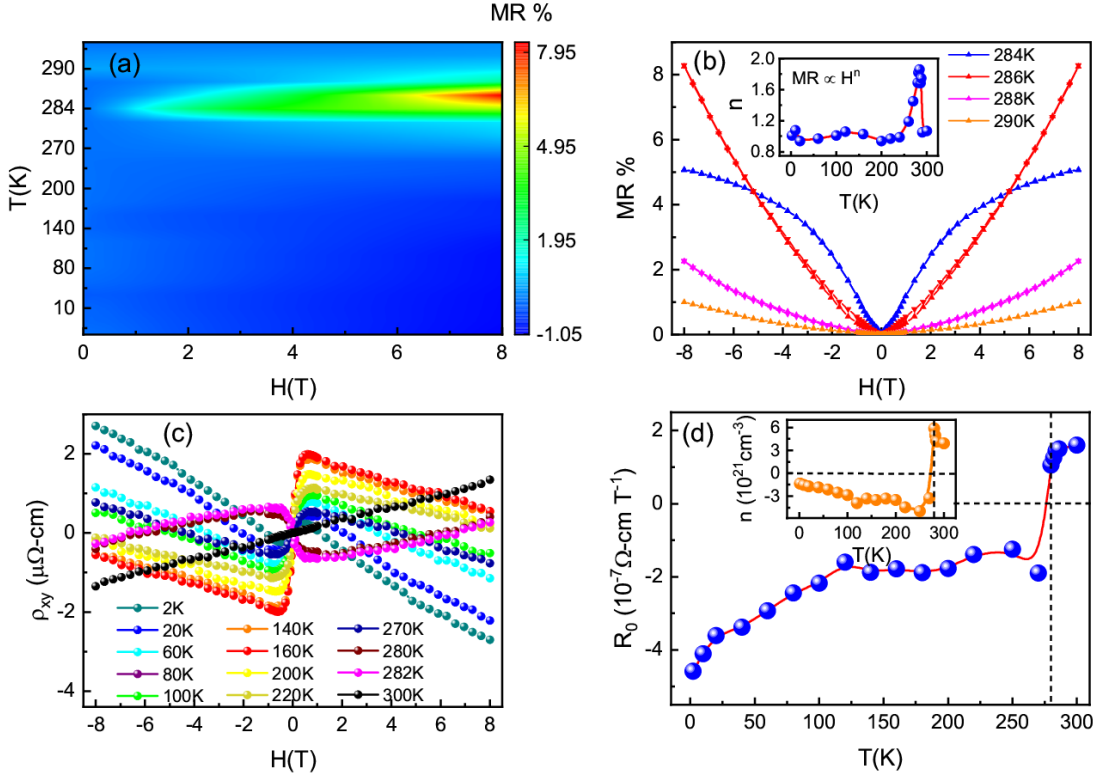 MR %
(a)
290
284
270
200
140
80
10
T(K)
0
2
4
6
8
H(T)
7.95
4.95
1.95
-1.05
(b)
284K
286K
288K
290K
MR ∝ Hⁿ
2.0
1.6
1.2
0.8
n
0
100
200
300
T(K)
8
6
4
2
0
MR %
-8
-6
-4
-2
0
2
4
6
8
H(T)
(c)
2
0
-2
-4
ρxy (μΩ-cm)
2K
20K
60K
80K
100K
140K
160K
200K
220K
270K
280K
282K
300K
-8
-6
-4
-2
0
2
4
6
8
H(T)
(d)
6
3
0
-3
n (10²¹cm⁻³)
0
100
200
300
T(K)
2
0
-2
-4
R₀ (10⁻⁷Ω-cm T⁻¹)
0
50
100
150
200
250
300
T(K)